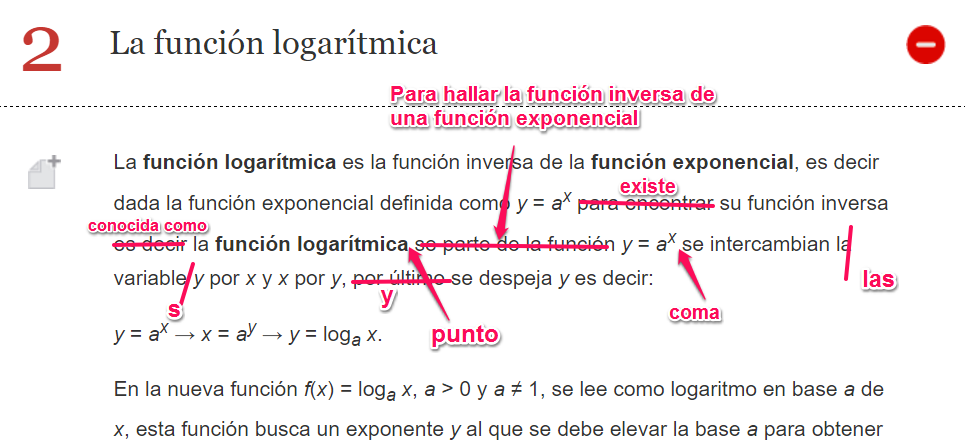 2 La función logarítmica
Para hallar la función inversa de
una función exponencial
La función logarítmica es la función inversa de la función exponencial, es decir
existe
dada la función exponencial definida como y = a^x para encontrar su función inversa
conocida como
es decir la función logarítmica se parte de la función y = a^x se intercambian la
variable y por x y x por y, por último se despeja y es decir:
las
s
y
coma
y = a^x → x = a^y → y = log_a x.
punto
En la nueva función f(x) = log_a x, a > 0 y a ≠ 1, se lee como logaritmo en base a de
x, esta función busca un exponente y al que se debe elevar la base a para obtener